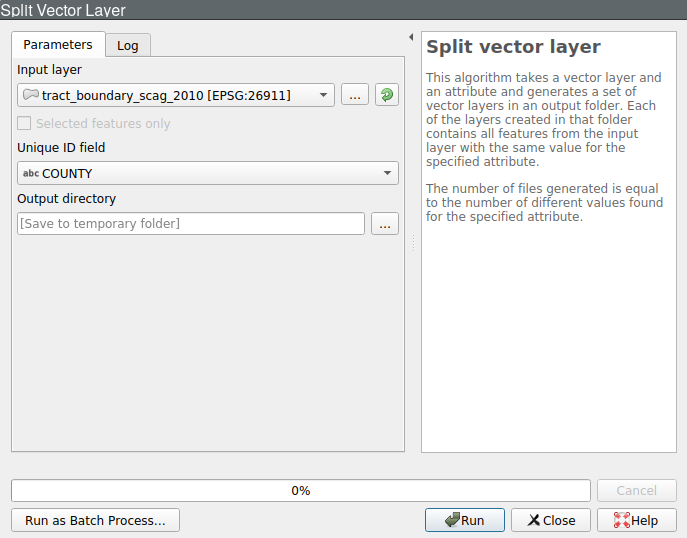 Split Vector Layer
Parameters
Log
Input layer
tract_boundary_scag_2010 [EPSG:26911]
...
Selected features only
Unique ID field
abc COUNTY
Output directory
[Save to temporary folder]
...
Split vector layer
This algorithm takes a vector layer and
an attribute and generates a set of
vector layers in an output folder. Each
of the layers created in that folder
contains all features from the input
layer with the same value for the
specified attribute.
The number of files generated is equal
to the number of different values found
for the specified attribute.
0%
Cancel
Run as Batch Process...
Run
Close
Help